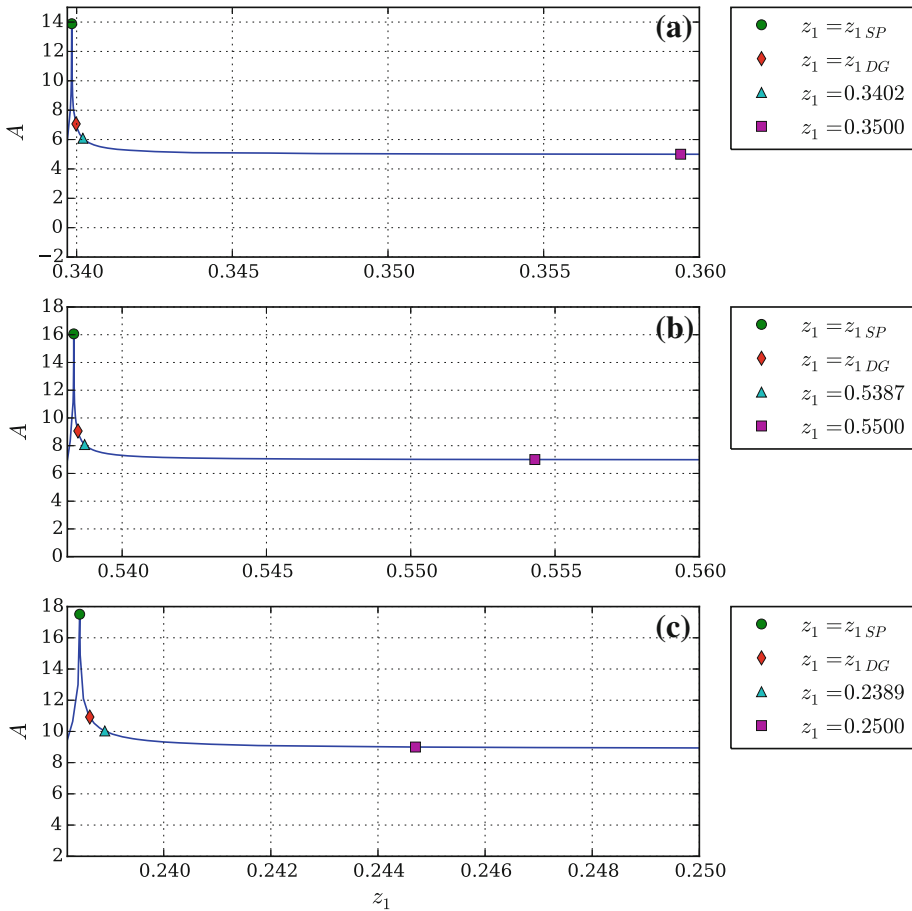 14
12
10
8
6
4
2
0
−2
A
(a)
0.340
0.345
0.350
0.355
0.360
z1 = z1 SP
z1 = z1 DG
z1 = 0.3402
z1 = 0.3500
18
16
14
12
10
8
6
4
2
0
A
(b)
0.540
0.545
0.550
0.555
0.560
z1 = z1 SP
z1 = z1 DG
z1 = 0.5387
z1 = 0.5500
18
16
14
12
10
8
6
4
2
A
(c)
0.240
0.242
0.244
0.246
0.248
0.250
z1
z1 = z1 SP
z1 = z1 DG
z1 = 0.2389
z1 = 0.2500